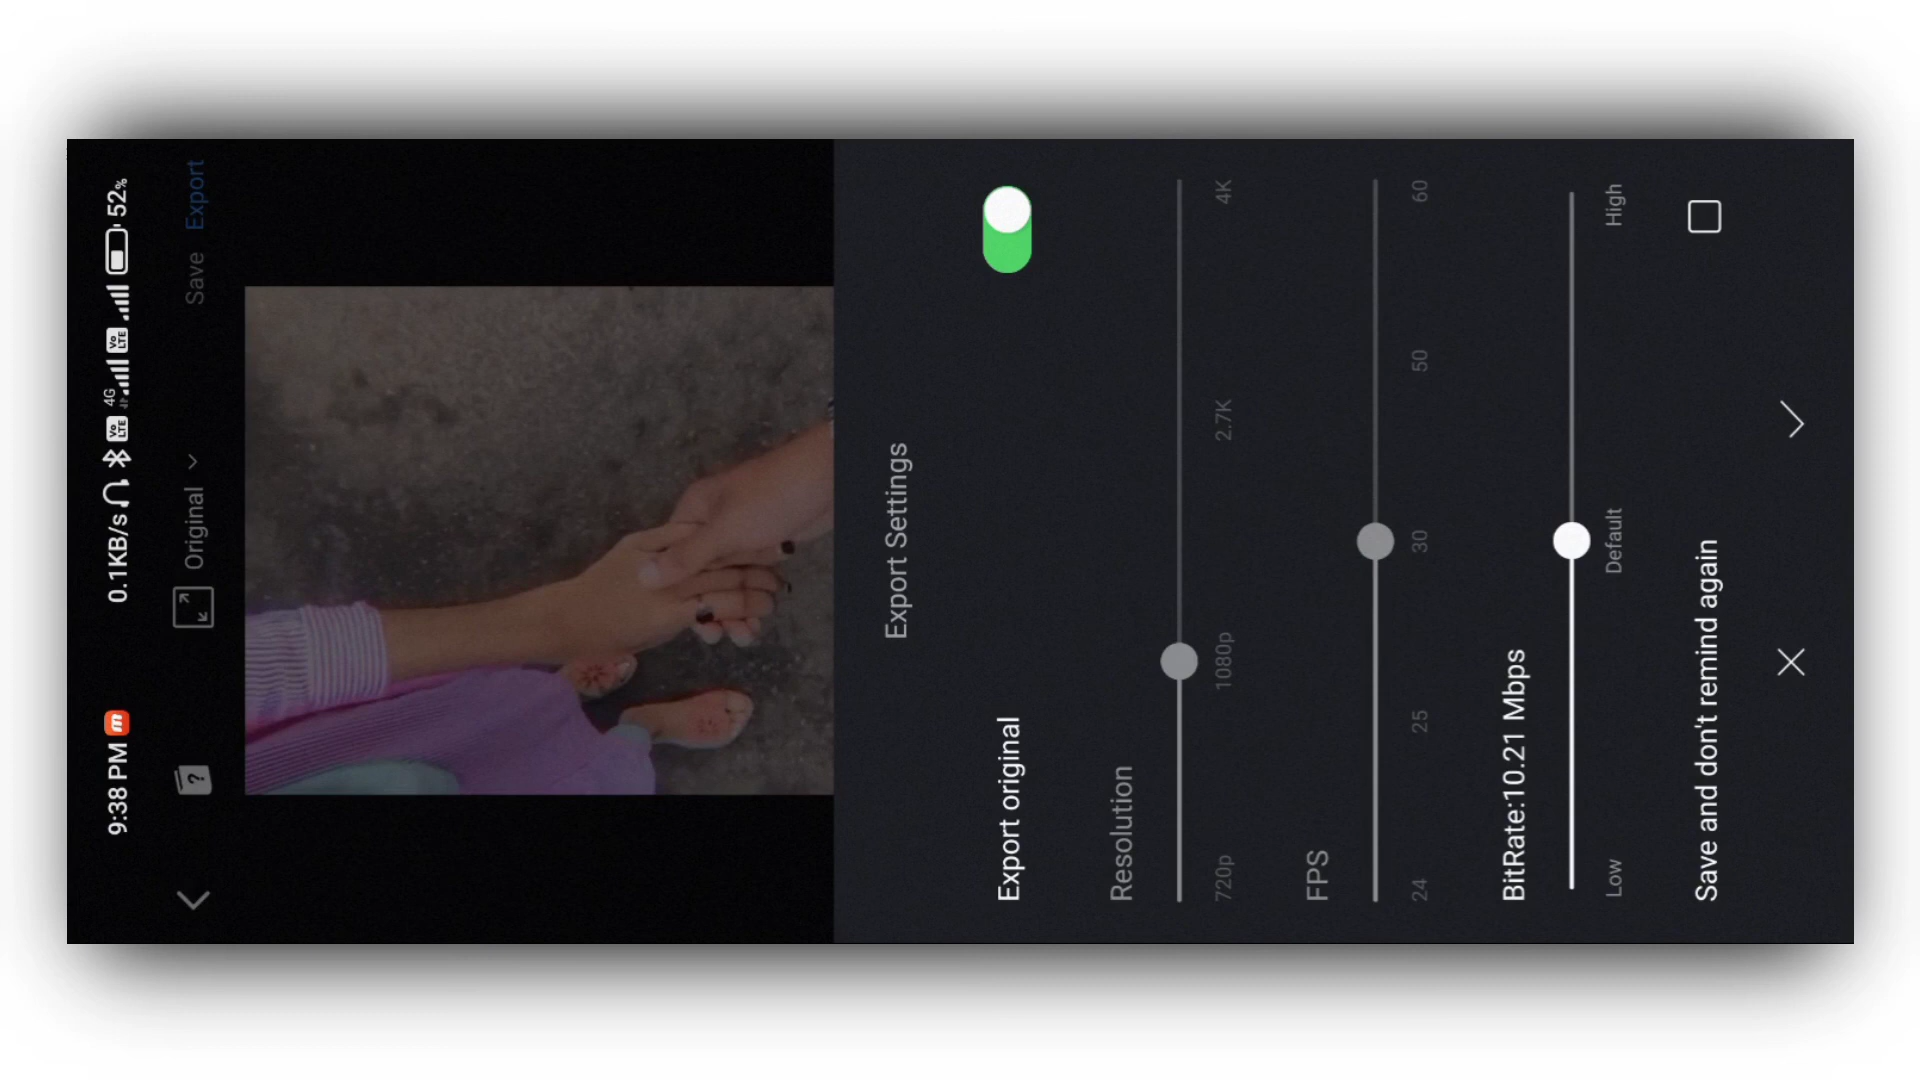 9:38 PM m 0.1KB/s VoLTE 4G VoLTE 52%
? Original Save Export
Export Settings
Export original
Resolution
720p 1080p 2.7K 4K
FPS
24 25 30 50 60
BitRate:10.21 Mbps
Low Default High
Save and don't remind again